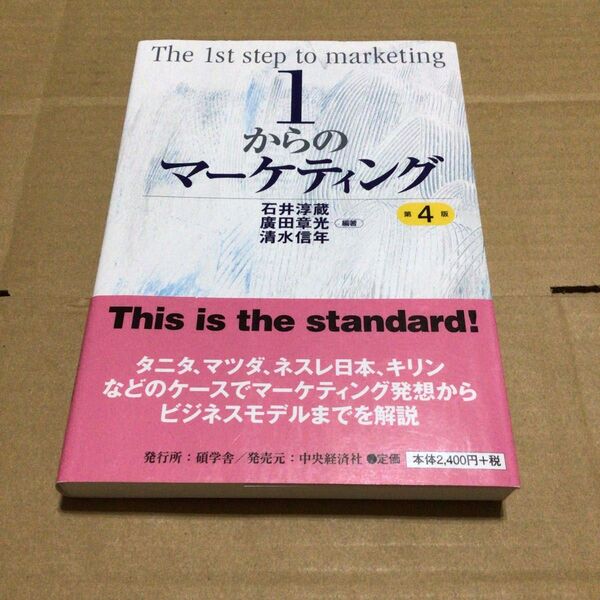 The 1st step to marketing
1
からの
マーケティング
石井淳蔵
廣田章光 編著
清水信年
第4版
This is the standard!
タニタ、マツダ、ネスレ日本、キリン
などのケースでマーケティング発想から
ビジネスモデルまでを解説
発行所：碩学舎／発売元：中央経済社 定価 本体2,400円+税